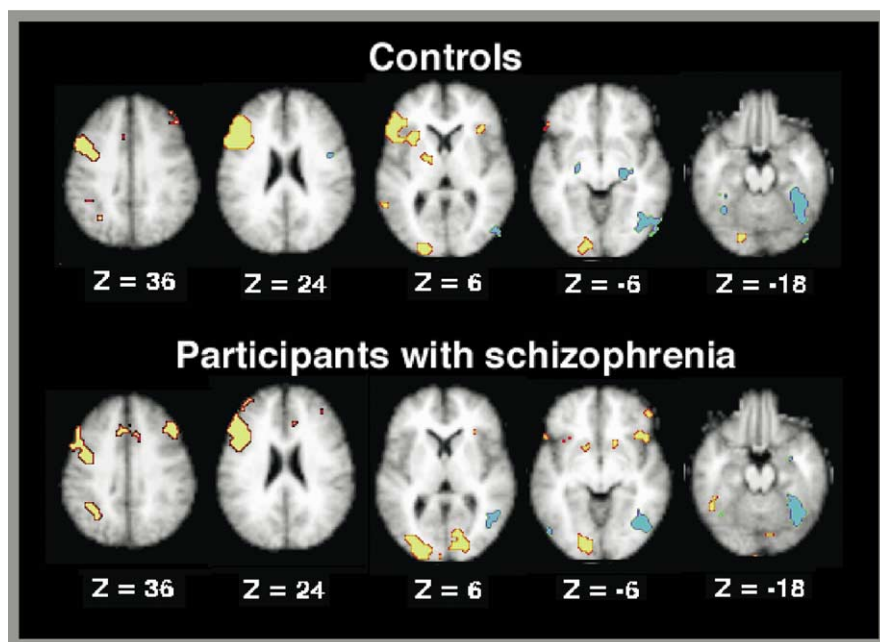 Controls
Z = 36 Z = 24 Z = 6 Z = -6 Z = -18
Participants with schizophrenia
Z = 36 Z = 24 Z = 6 Z = -6 Z = -18